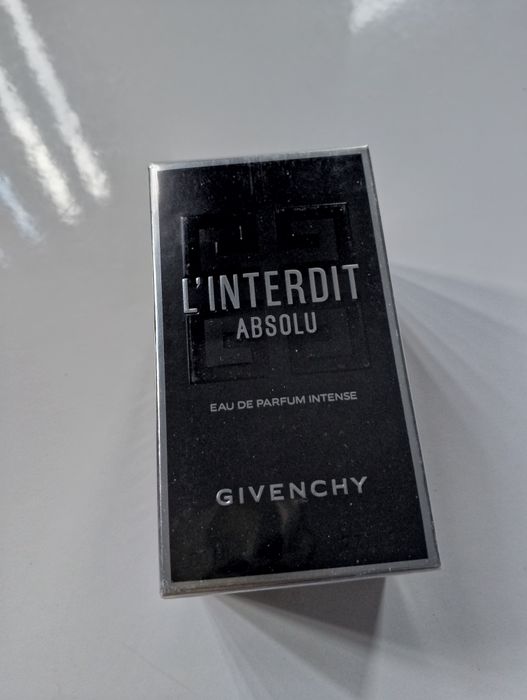 L'INTERDIT
ABSOLU
EAU DE PARFUM INTENSE
GIVENCHY